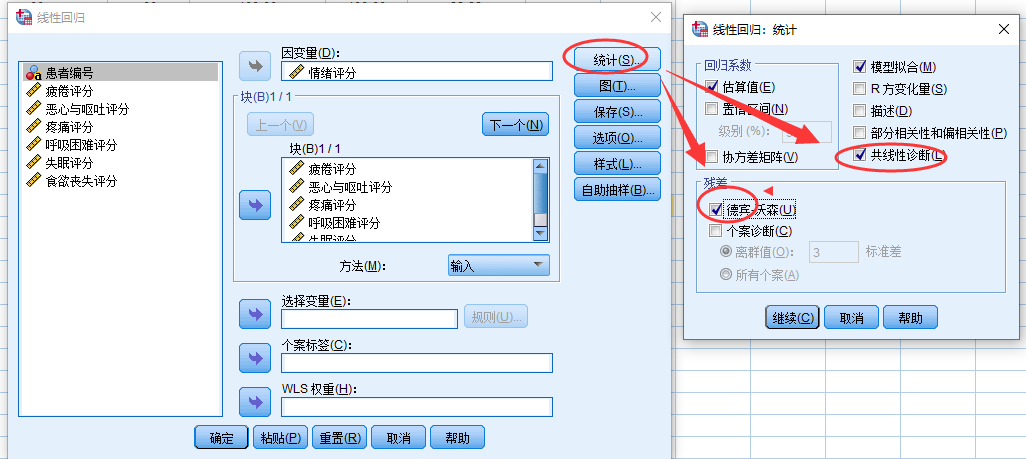 线性回归
患者编号
疲倦评分
恶心与呕吐评分
疼痛评分
呼吸困难评分
失眠评分
食欲丧失评分
因变量(D):
情绪评分
块(B)1 / 1
上一个(V)
下一个(N)
块(B)1 / 1
疲倦评分
恶心与呕吐评分
疼痛评分
呼吸困难评分
失眠评分
方法(M):
输入
选择变量(E):
规则(U)...
个案标签(C):
WLS 权重(H):
统计(S)...
图(T)...
保存(S)...
选项(O)...
样式(L)...
自助抽样(B)...
确定
粘贴(P)
重置(R)
取消
帮助
线性回归: 统计
回归系数
估算值(E)
置信区间(N)
级别 (%):
协方差矩阵(V)
模型拟合(M)
R 方变化量(S)
描述(D)
部分相关性和偏相关性(P)
共线性诊断(L)
残差
德宾-沃森(U)
个案诊断(C)
离群值(O):
3
标准差
所有个案(A)
继续(C)
取消
帮助